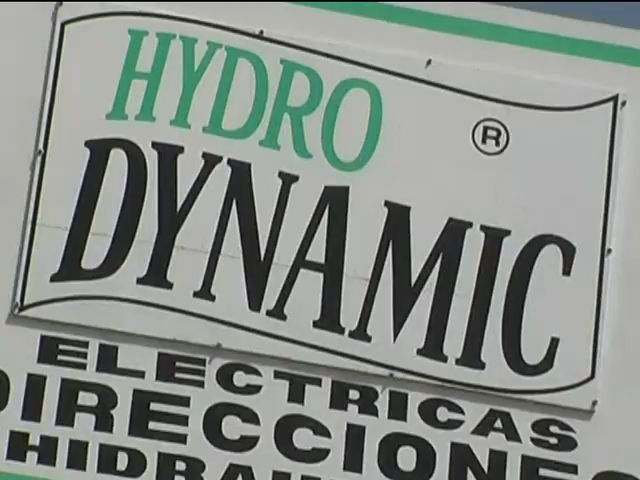 HYDRO
®
DYNAMIC
ELECTRICAS
DIRECCIONES